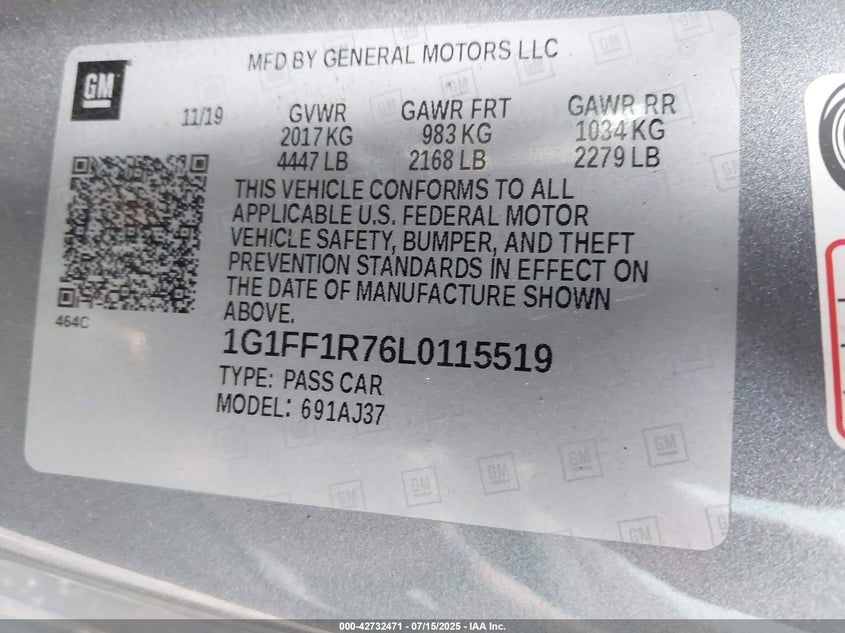 GM
MFD BY GENERAL MOTORS LLC
11/19 GVWR GAWR FRT GAWR RR
2017 KG 983 KG 1034 KG
4447 LB 2168 LB 2279 LB
THIS VEHICLE CONFORMS TO ALL
APPLICABLE U.S. FEDERAL MOTOR
VEHICLE SAFETY, BUMPER, AND THEFT
PREVENTION STANDARDS IN EFFECT ON
THE DATE OF MANUFACTURE SHOWN
ABOVE.
464C
1G1FF1R76L0115519
TYPE: PASS CAR
MODEL: 691AJ37
000-42732471 - 07/15/2025 - IAA Inc.